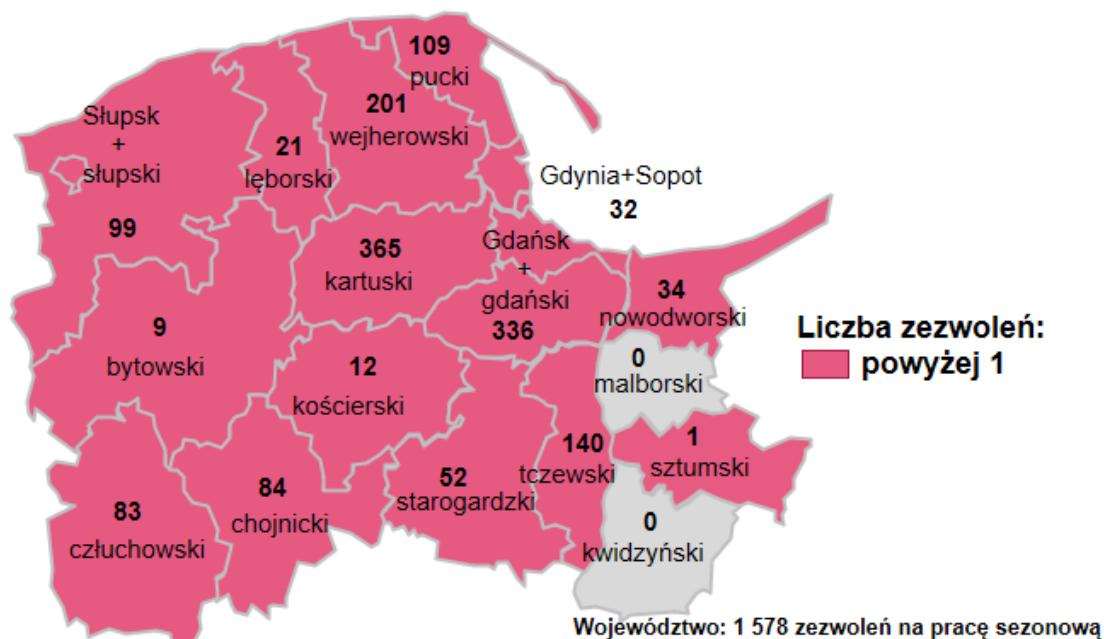 109
pucki
201
wejherowski
Słupsk
+
słupski
99
21
lęborski
Gdynia+Sopot
32
365
kartuski
Gdańsk
+
gdański
336
34
nowodworski
9
bytowski
12
kościerski
0
malborski
Liczba zezwoleń:
powyżej 1
140
tczewski
1
sztumski
52
starogardzki
84
chojnicki
83
człuchowski
0
kwidzyński
Województwo: 1 578 zezwoleń na pracę sezonową